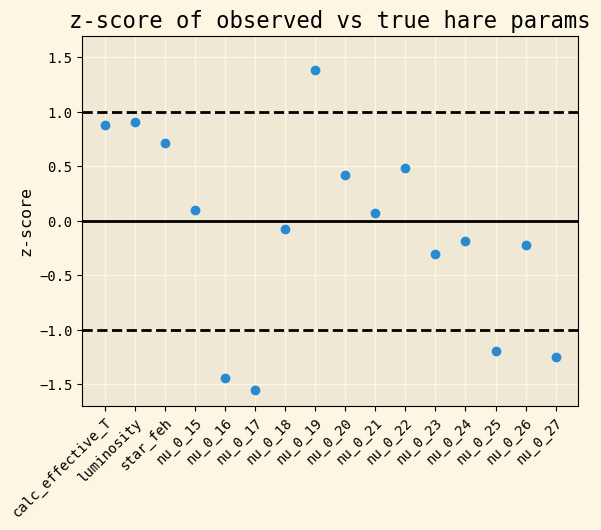 z-score of observed vs true hare params
z-score
1.5
1.0
0.5
0.0
−0.5
−1.0
−1.5
calc_effective_T
luminosity
star_feh
nu_0_15
nu_0_16
nu_0_17
nu_0_18
nu_0_19
nu_0_20
nu_0_21
nu_0_22
nu_0_23
nu_0_24
nu_0_25
nu_0_26
nu_0_27